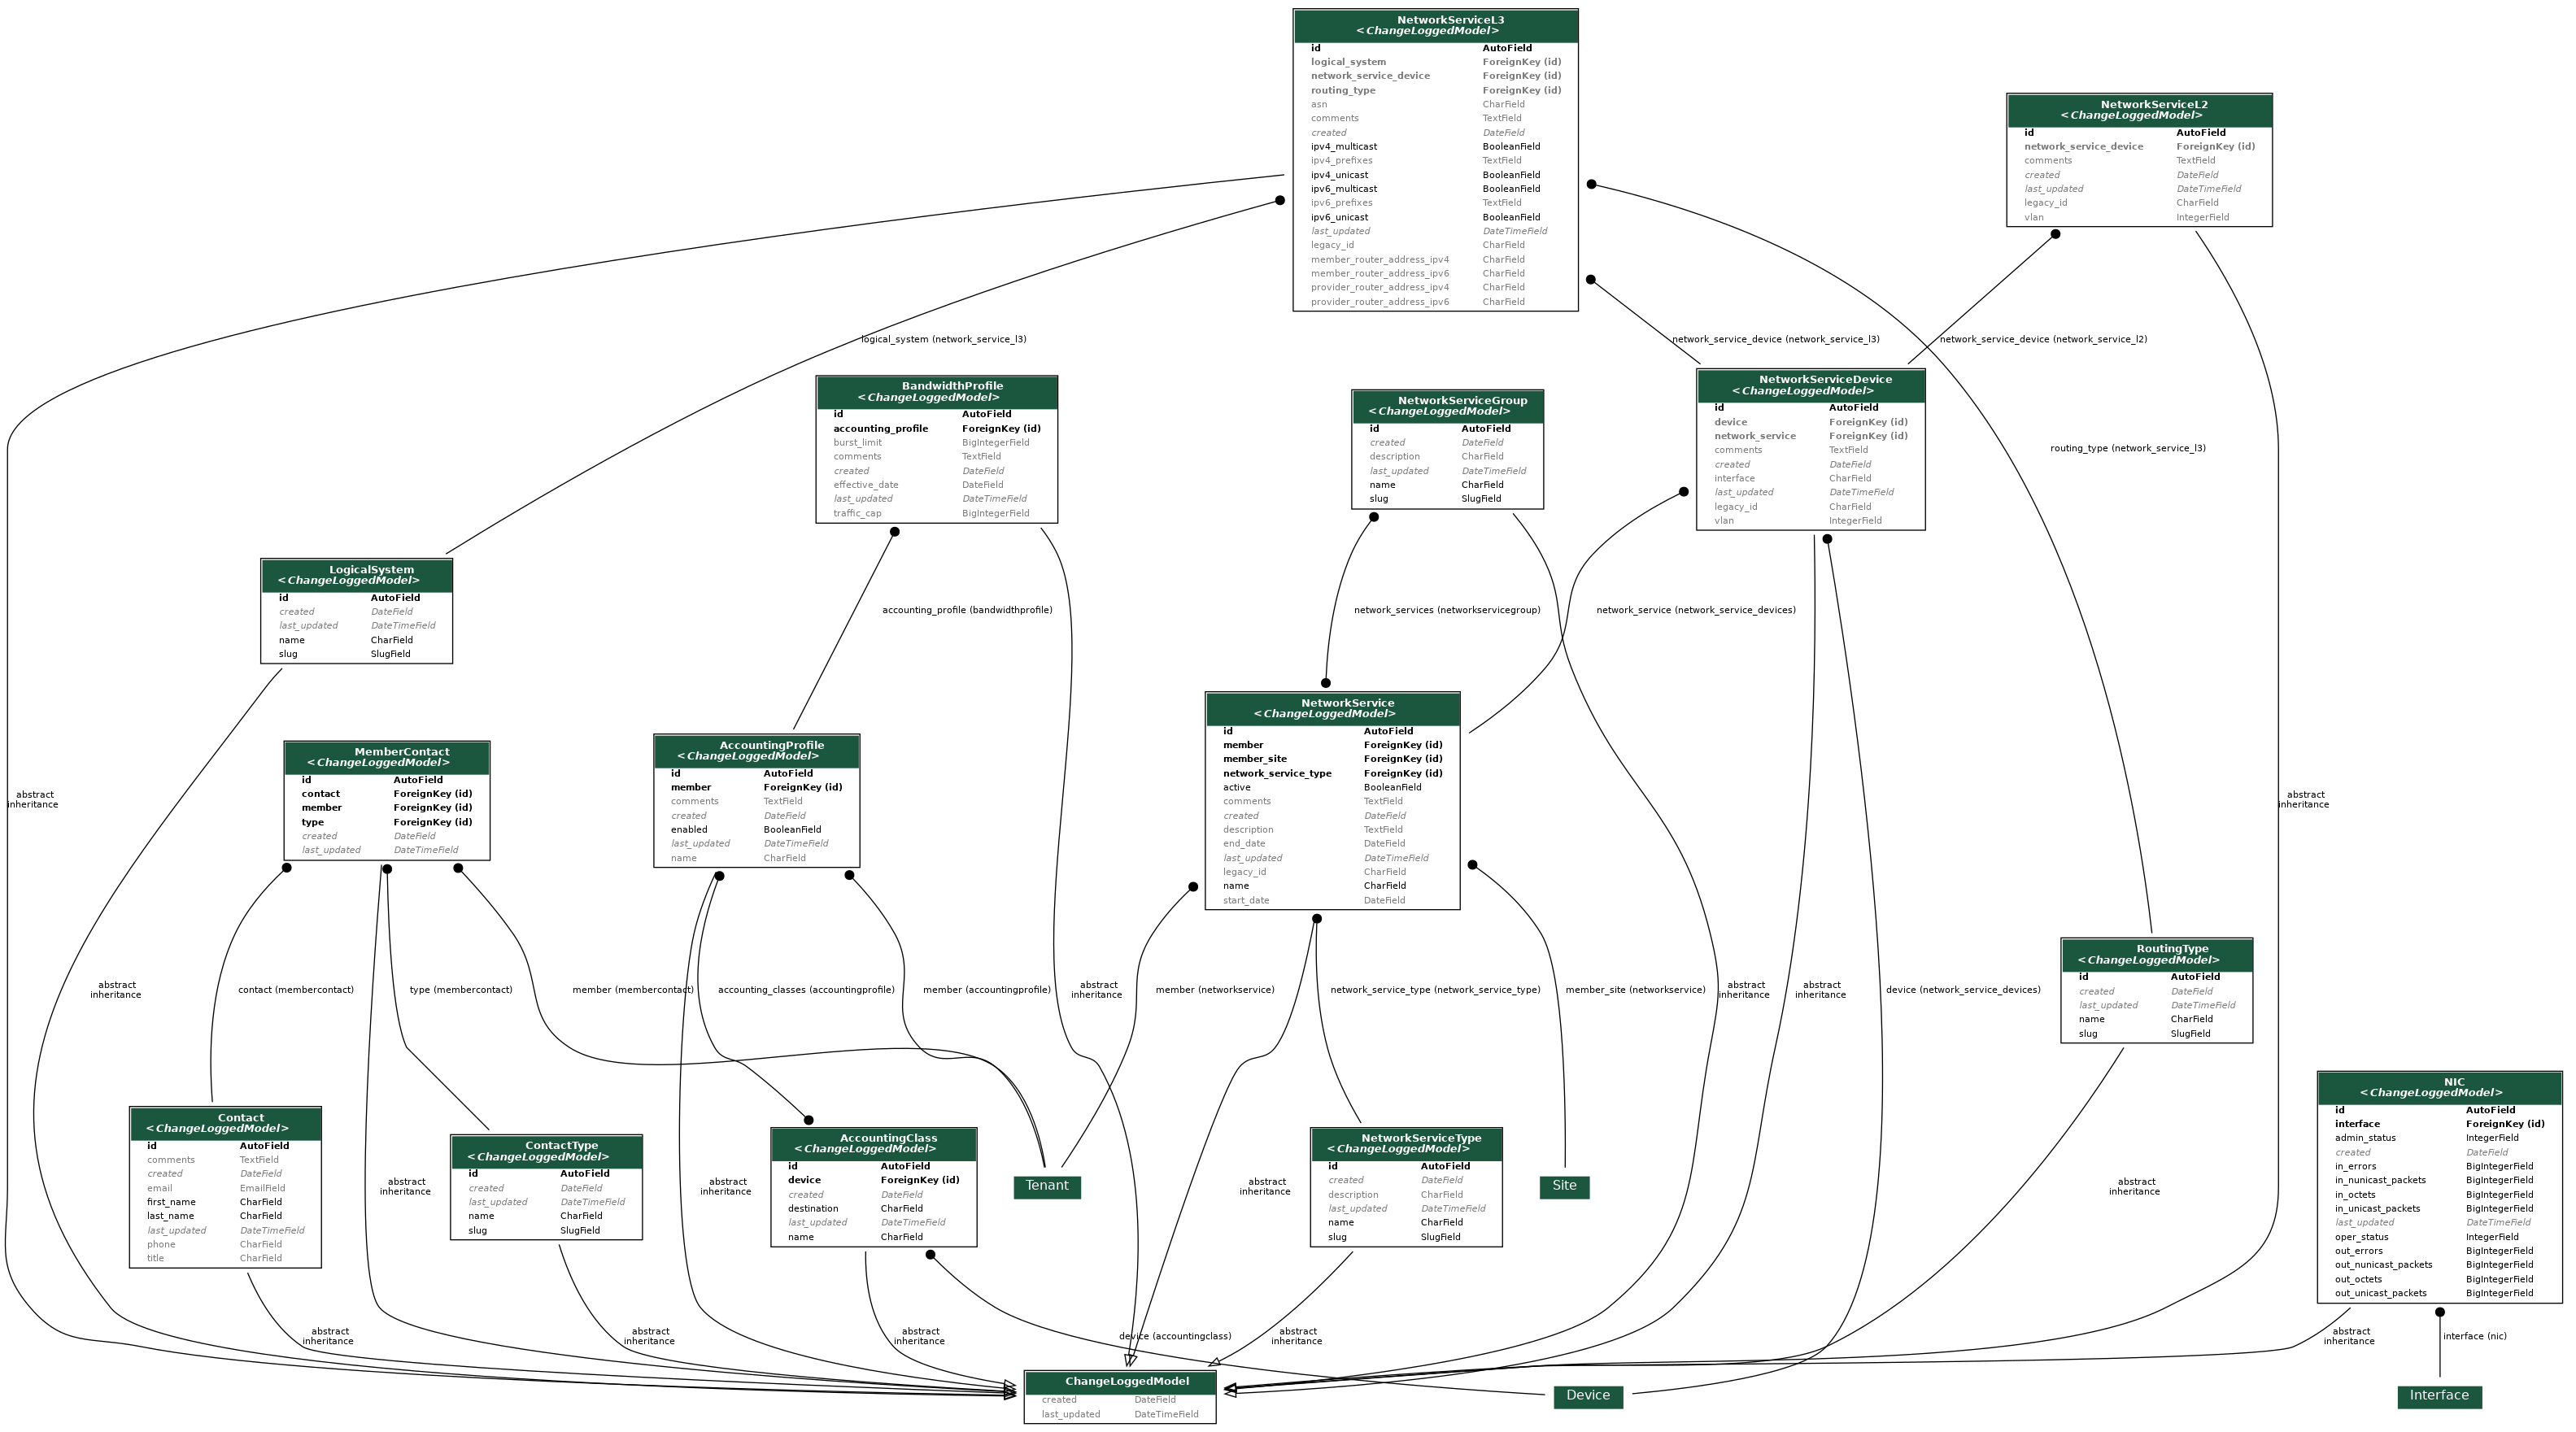 NetworkServiceL3
<ChangeLoggedModel>
id AutoField
logical_system ForeignKey (id)
network_service_device ForeignKey (id)
routing_type ForeignKey (id)
asn CharField
comments TextField
created DateField
ipv4_multicast BooleanField
ipv4_prefixes TextField
ipv4_unicast BooleanField
ipv6_multicast BooleanField
ipv6_prefixes TextField
ipv6_unicast BooleanField
last_updated DateTimeField
legacy_id CharField
member_router_address_ipv4 CharField
member_router_address_ipv6 CharField
provider_router_address_ipv4 CharField
provider_router_address_ipv6 CharField
NetworkServiceL2
<ChangeLoggedModel>
id AutoField
network_service_device ForeignKey (id)
comments TextField
created DateField
last_updated DateTimeField
legacy_id CharField
vlan IntegerField
logical_system (network_service_l3)
network_service_device (network_service_l3)
network_service_device (network_service_l2)
BandwidthProfile
<ChangeLoggedModel>
id AutoField
accounting_profile ForeignKey (id)
burst_limit BigIntegerField
comments TextField
created DateField
effective_date DateField
last_updated DateTimeField
traffic_cap BigIntegerField
NetworkServiceGroup
<ChangeLoggedModel>
id AutoField
created DateField
description CharField
last_updated DateTimeField
name CharField
slug SlugField
NetworkServiceDevice
<ChangeLoggedModel>
id AutoField
device ForeignKey (id)
network_service ForeignKey (id)
comments TextField
created DateField
interface CharField
last_updated DateTimeField
legacy_id CharField
vlan IntegerField
routing_type (network_service_l3)
LogicalSystem
<ChangeLoggedModel>
id AutoField
created DateField
last_updated DateTimeField
name CharField
slug SlugField
accounting_profile (bandwidthprofile)
network_services (networkservicegroup)
network_service (network_service_devices)
MemberContact
<ChangeLoggedModel>
id AutoField
contact ForeignKey (id)
member ForeignKey (id)
type ForeignKey (id)
created DateField
last_updated DateTimeField
AccountingProfile
<ChangeLoggedModel>
id AutoField
member ForeignKey (id)
comments TextField
created DateField
enabled BooleanField
last_updated DateTimeField
name CharField
NetworkService
<ChangeLoggedModel>
id AutoField
member ForeignKey (id)
member_site ForeignKey (id)
network_service_type ForeignKey (id)
active BooleanField
comments TextField
created DateField
description TextField
end_date DateField
last_updated DateTimeField
legacy_id CharField
name CharField
start_date DateField
abstract
inheritance
abstract
inheritance
RoutingType
<ChangeLoggedModel>
id AutoField
created DateField
last_updated DateTimeField
name CharField
slug SlugField
abstract
inheritance
contact (membercontact)
type (membercontact)
member (membercontact)
accounting_classes (accountingprofile)
member (accountingprofile)
abstract
inheritance
member (networkservice)
network_service_type (network_service_type)
member_site (networkservice)
abstract
inheritance
abstract
inheritance
device (network_service_devices)
Contact
<ChangeLoggedModel>
id AutoField
comments TextField
created DateField
email EmailField
first_name CharField
last_name CharField
last_updated DateTimeField
phone CharField
title CharField
abstract
inheritance
ContactType
<ChangeLoggedModel>
id AutoField
created DateField
last_updated DateTimeField
name CharField
slug SlugField
abstract
inheritance
AccountingClass
<ChangeLoggedModel>
id AutoField
device ForeignKey (id)
created DateField
destination CharField
last_updated DateTimeField
name CharField
Tenant
abstract
inheritance
NetworkServiceType
<ChangeLoggedModel>
id AutoField
created DateField
description CharField
last_updated DateTimeField
name CharField
slug SlugField
Site
abstract
inheritance
NIC
<ChangeLoggedModel>
id AutoField
interface ForeignKey (id)
admin_status IntegerField
created DateField
in_errors BigIntegerField
in_nunicast_packets BigIntegerField
in_octets BigIntegerField
in_unicast_packets BigIntegerField
last_updated DateTimeField
oper_status IntegerField
out_errors BigIntegerField
out_nunicast_packets BigIntegerField
out_octets BigIntegerField
out_unicast_packets BigIntegerField
abstract
inheritance
abstract
inheritance
abstract
inheritance
device (accountingclass)
abstract
inheritance
abstract
inheritance
interface (nic)
ChangeLoggedModel
created DateField
last_updated DateTimeField
Device
Interface